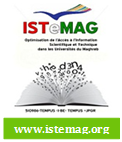 ISTeMAG
Optimisation de l'Accès à l'Information
Scientifique et Technique
dans les Universités du Maghreb
www.istemag.org